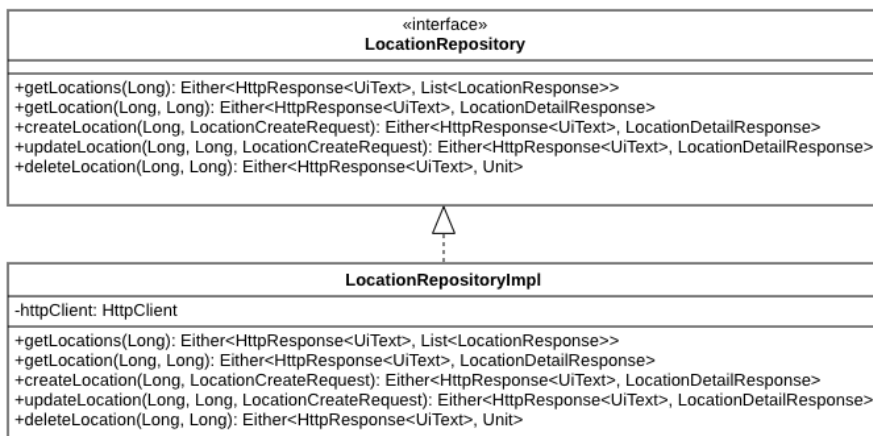 «interface»
LocationRepository
+getLocations(Long): Either<HttpResponse<UiText>, List<LocationResponse>>
+getLocation(Long, Long): Either<HttpResponse<UiText>, LocationDetailResponse>
+createLocation(Long, LocationCreateRequest): Either<HttpResponse<UiText>, LocationDetailResponse>
+updateLocation(Long, Long, LocationCreateRequest): Either<HttpResponse<UiText>, LocationDetailResponse>
+deleteLocation(Long, Long): Either<HttpResponse<UiText>, Unit>
LocationRepositoryImpl
-httpClient: HttpClient
+getLocations(Long): Either<HttpResponse<UiText>, List<LocationResponse>>
+getLocation(Long, Long): Either<HttpResponse<UiText>, LocationDetailResponse>
+createLocation(Long, LocationCreateRequest): Either<HttpResponse<UiText>, LocationDetailResponse>
+updateLocation(Long, Long, LocationCreateRequest): Either<HttpResponse<UiText>, LocationDetailResponse>
+deleteLocation(Long, Long): Either<HttpResponse<UiText>, Unit>